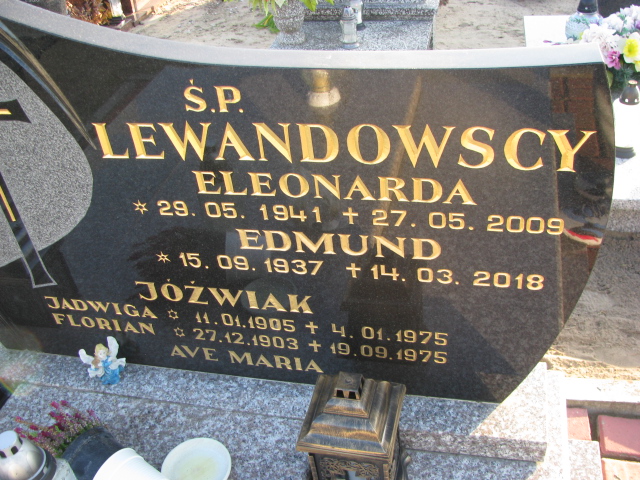 Ś.P.
LEWANDOWSCY
ELEONARDA
* 29. 05. 1941 + 27. 05. 2009
EDMUND
* 15. 09. 1937 + 14. 03. 2018
JÓŹWIAK
JADWIGA * 11.01.1905 + 4.01.1975
FLORIAN * 27.12.1903 + 19.09.1975
AVE MARIA